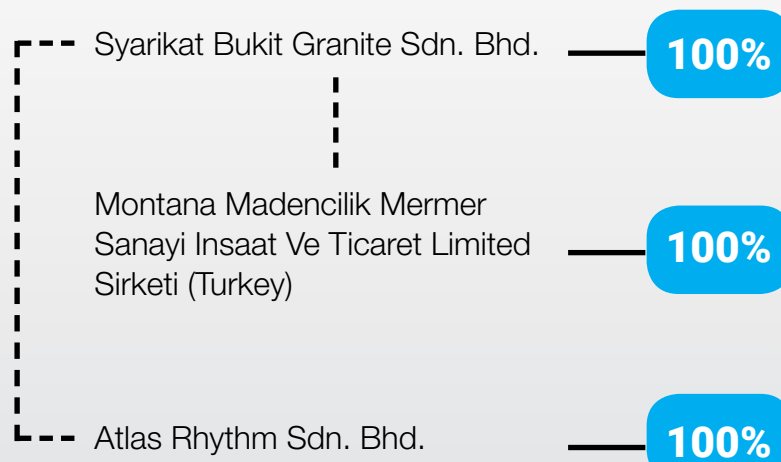 Syarikat Bukit Granite Sdn. Bhd.
100%
Montana Madencilik Mermer
Sanayi Insaat Ve Ticaret Limited
Sirketi (Turkey)
100%
Atlas Rhythm Sdn. Bhd.
100%